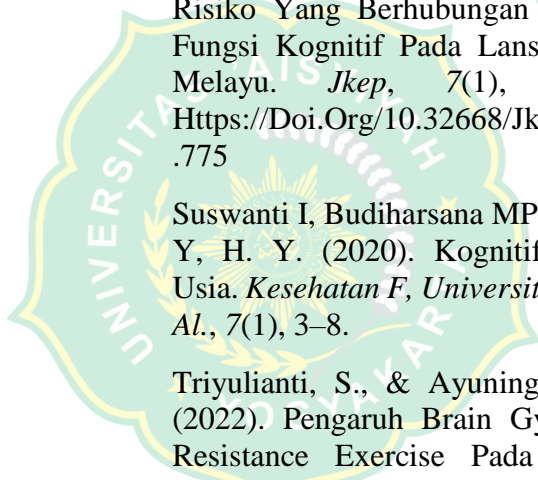 Risiko Yang Berhubungan
Fungsi Kognitif Pada Lans
Melayu. Jkep, 7(1),
Https://Doi.Org/10.32668/Jk
.775
Suswanti I, Budiharsana MP
Y, H. Y. (2020). Kognitif
Usia. Kesehatan F, Universit
Al., 7(1), 3–8.
Triyulianti, S., & Ayuning
(2022). Pengaruh Brain Gy
Resistance Exercise Pada